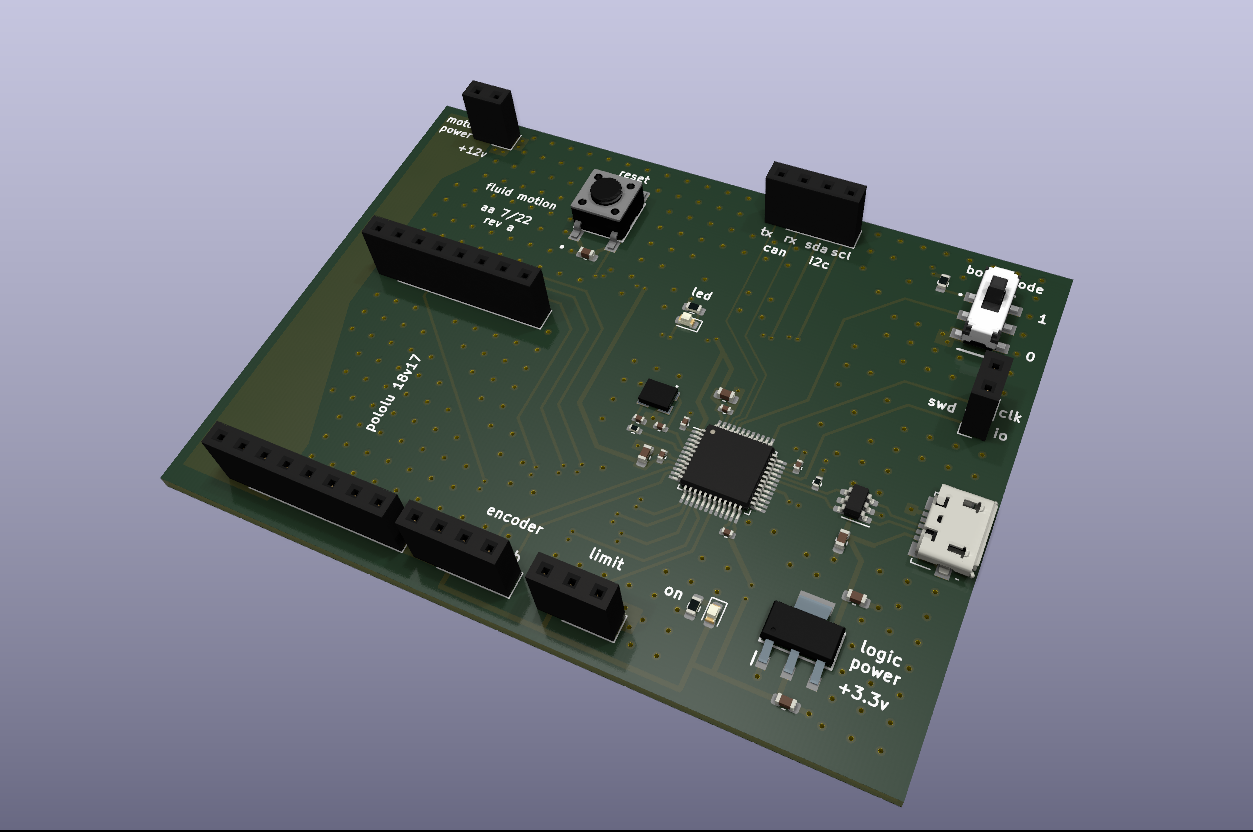 power
+12v
reset
fluid motion
aa 7/22
rev a
tx rx sda scl
can i2c
led
1
0
swd
clk
io
pololu 18v17
encoder
limit
on
logic
power
+3.3v